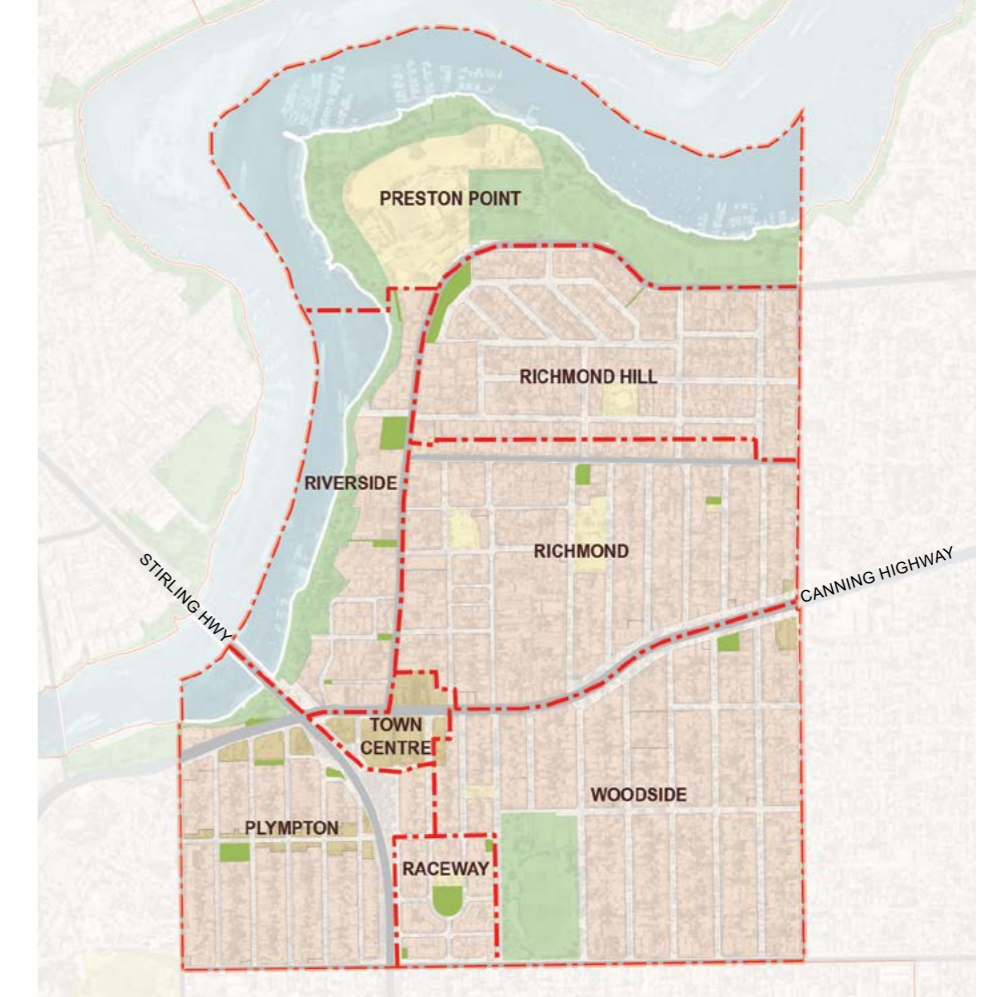 PRESTON POINT
RICHMOND HILL
RIVERSIDE
RICHMOND
STIRLING HWY
CANNING HIGHWAY
TOWN
CENTRE
WOODSIDE
PLYMPTON
RACEWAY